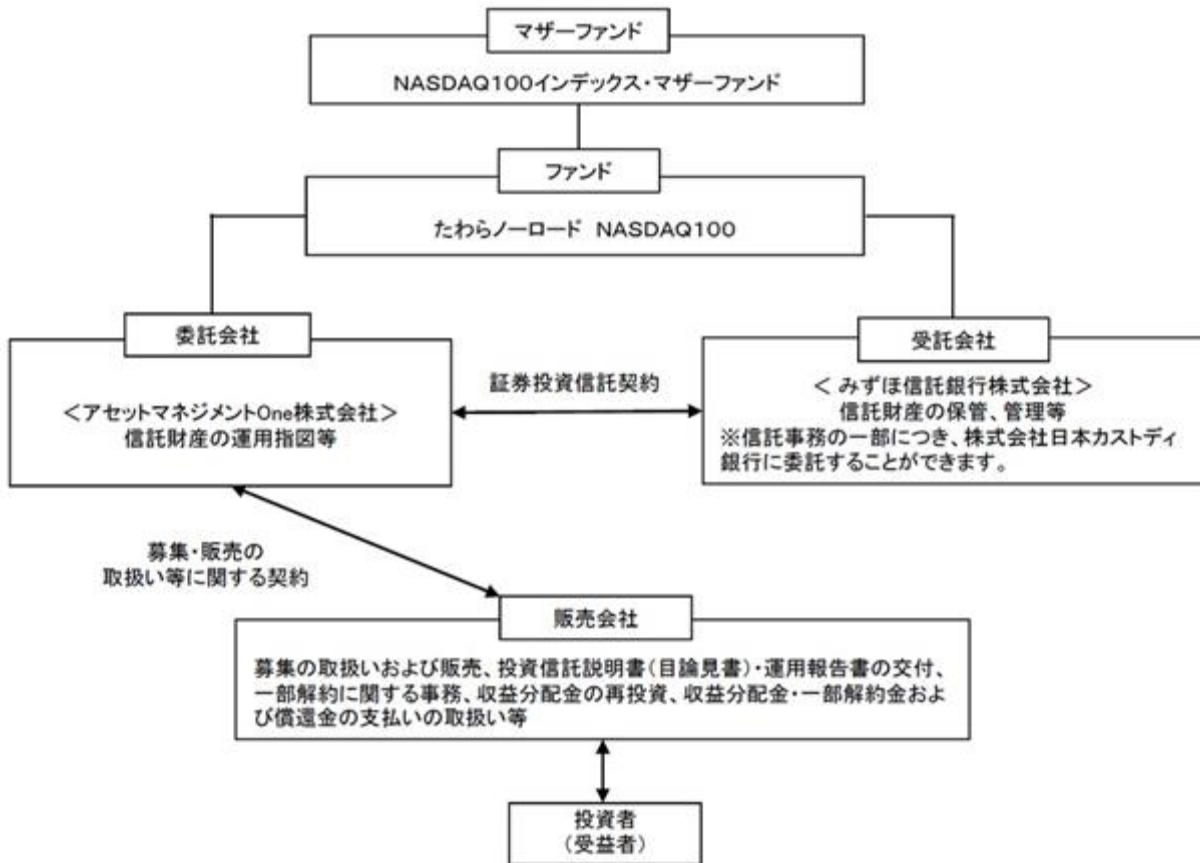 マザーファンド
NASDAQ100インデックス・マザーファンド
ファンド
たわらノーロード NASDAQ100
委託会社
＜アセットマネジメントOne株式会社＞
信託財産の運用指図等
証券投資信託契約
受託会社
＜ みずほ信託銀行株式会社＞
信託財産の保管、管理等
※信託事務の一部につき、株式会社日本カストディ
銀行に委託することができます。
募集・販売の
取扱い等に関する契約
販売会社
募集の取扱いおよび販売、投資信託説明書（目論見書）・運用報告書の交付、
一部解約に関する事務、収益分配金の再投資、収益分配金・一部解約金およ
び償還金の支払いの取扱い等
投資者
（受益者）